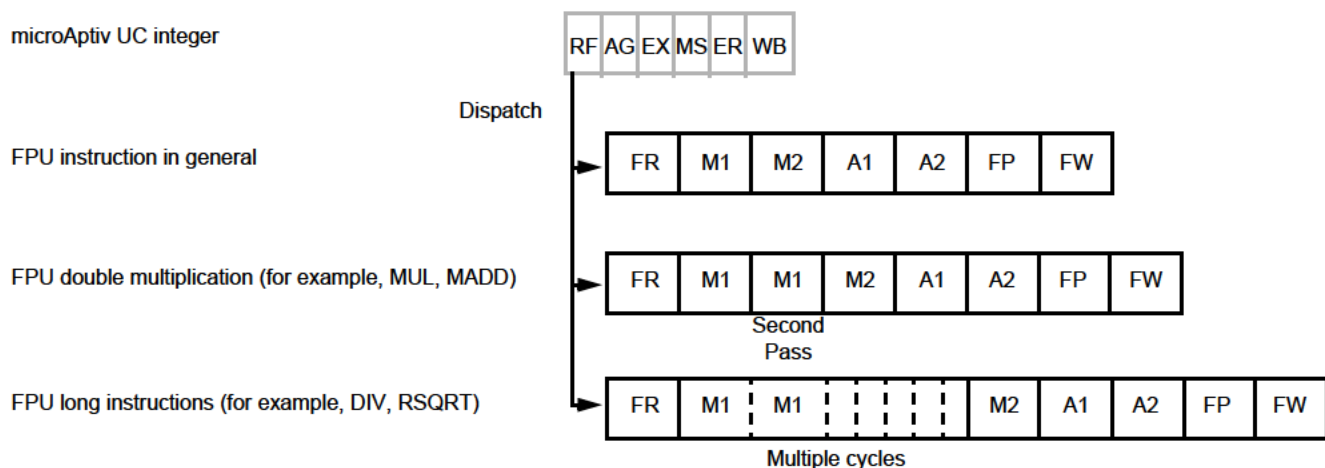 microAptiv UC integer
RF AG EX MS ER WB
Dispatch
FPU instruction in general
FR M1 M2 A1 A2 FP FW
FPU double multiplication (for example, MUL, MADD)
FR M1 M1 M2 A1 A2 FP FW
Second
Pass
FPU long instructions (for example, DIV, RSQRT)
FR M1 M1 M2 A1 A2 FP FW
Multiple cycles